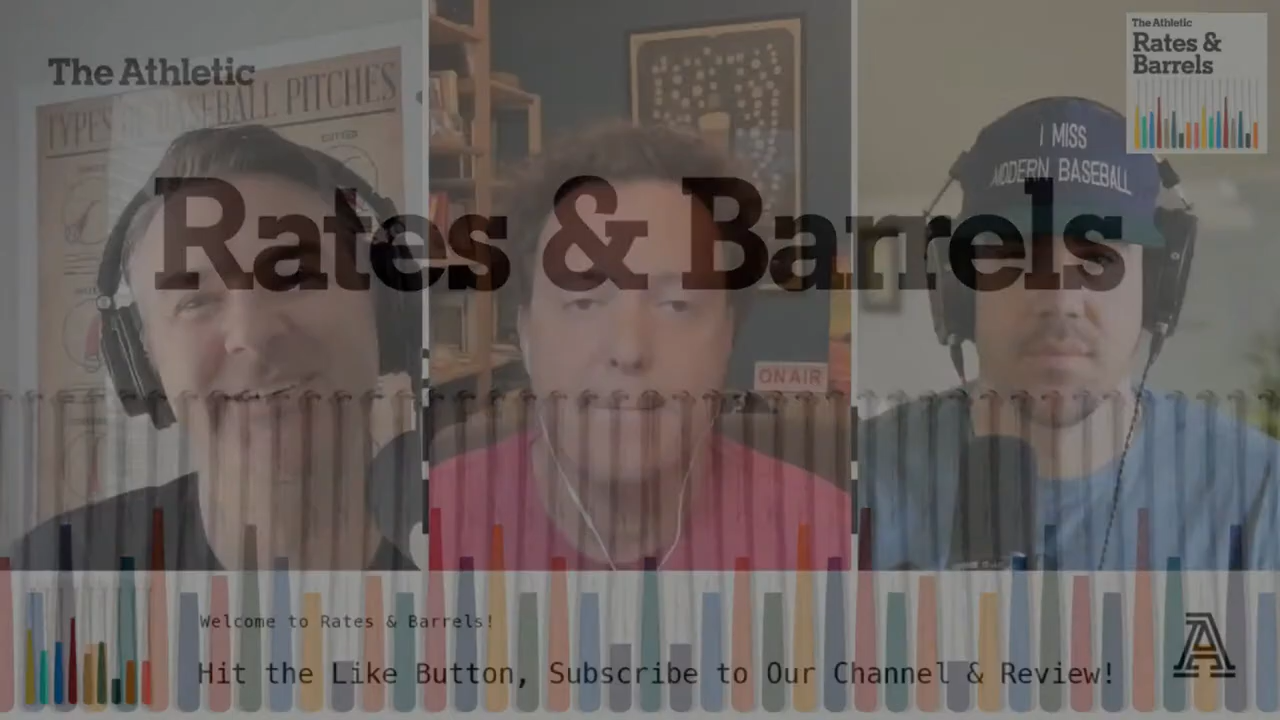 The Athletic
TYPES OF BASEBALL PITCHES
CUTTER
Rates & Barrels
ON AIR
I MISS
MODERN BASEBALL
The Athletic
Rates &
Barrels
Welcome to Rates & Barrels!
Hit the Like Button, Subscribe to Our Channel & Review!
A